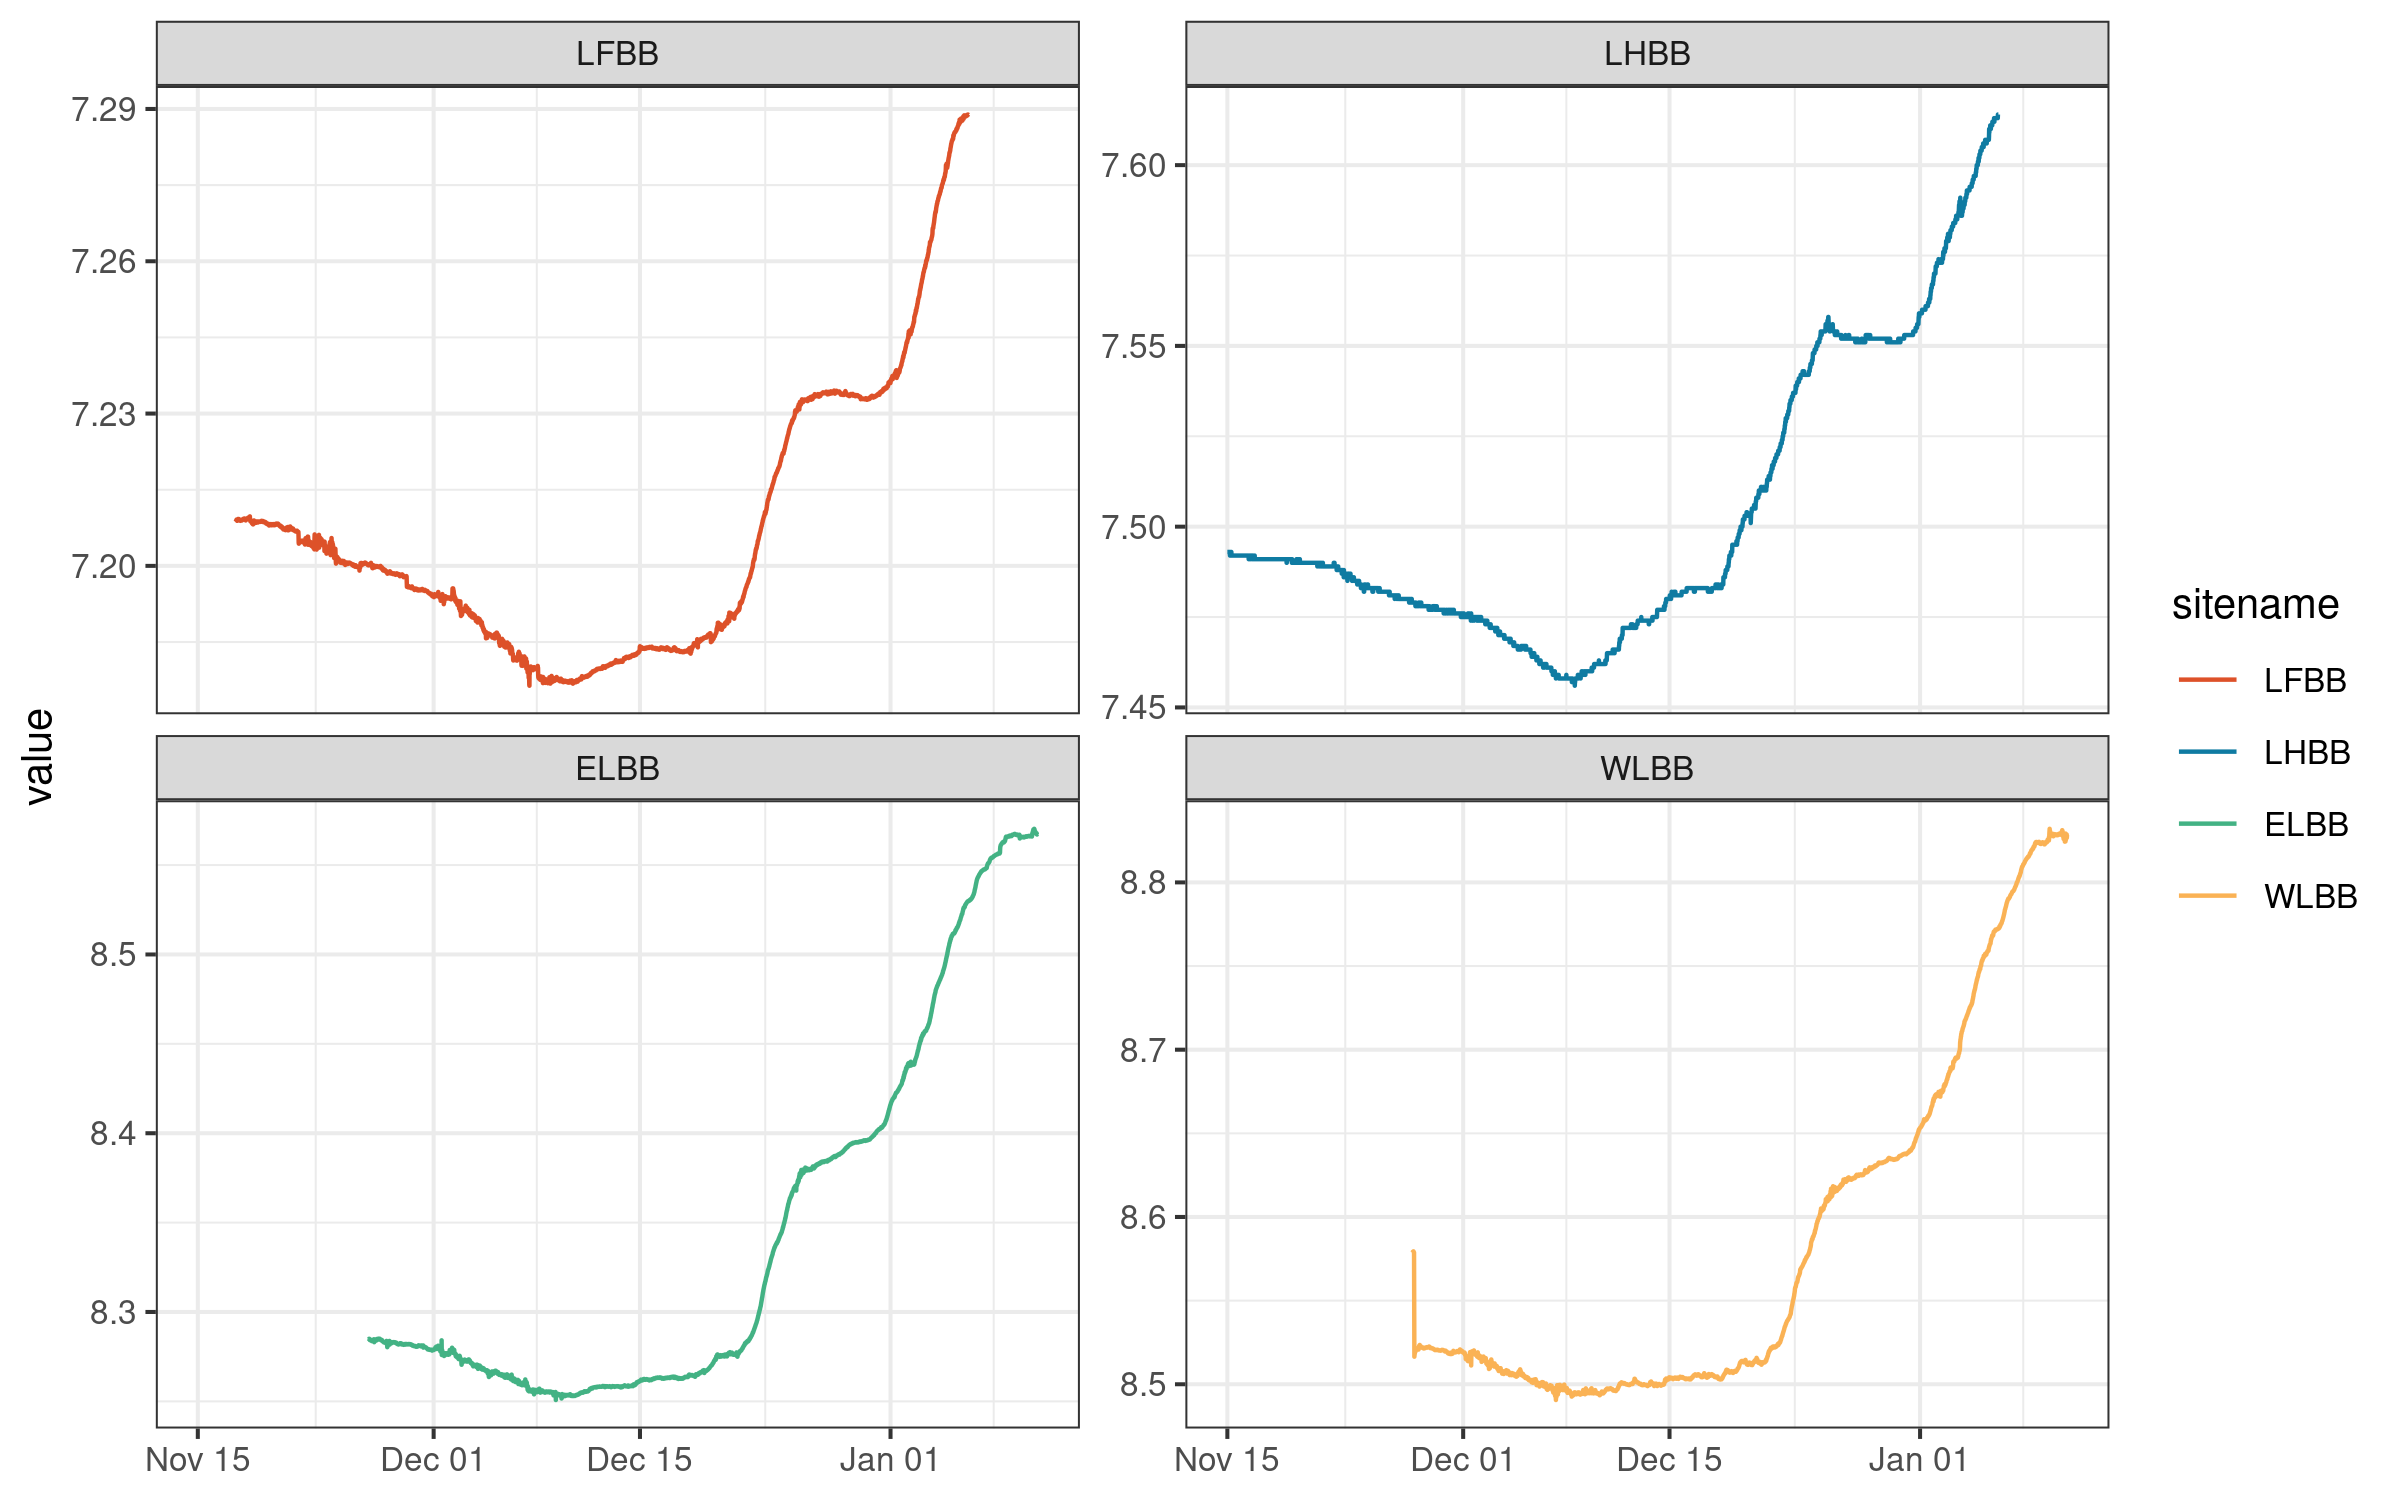 LFBB
LHBB
7.29
7.26
7.23
7.20
7.60
7.55
7.50
7.45
value
ELBB
WLBB
8.5
8.4
8.3
8.8
8.7
8.6
8.5
Nov 15 Dec 01 Dec 15 Jan 01
Nov 15 Dec 01 Dec 15 Jan 01
sitename
LFBB
LHBB
ELBB
WLBB